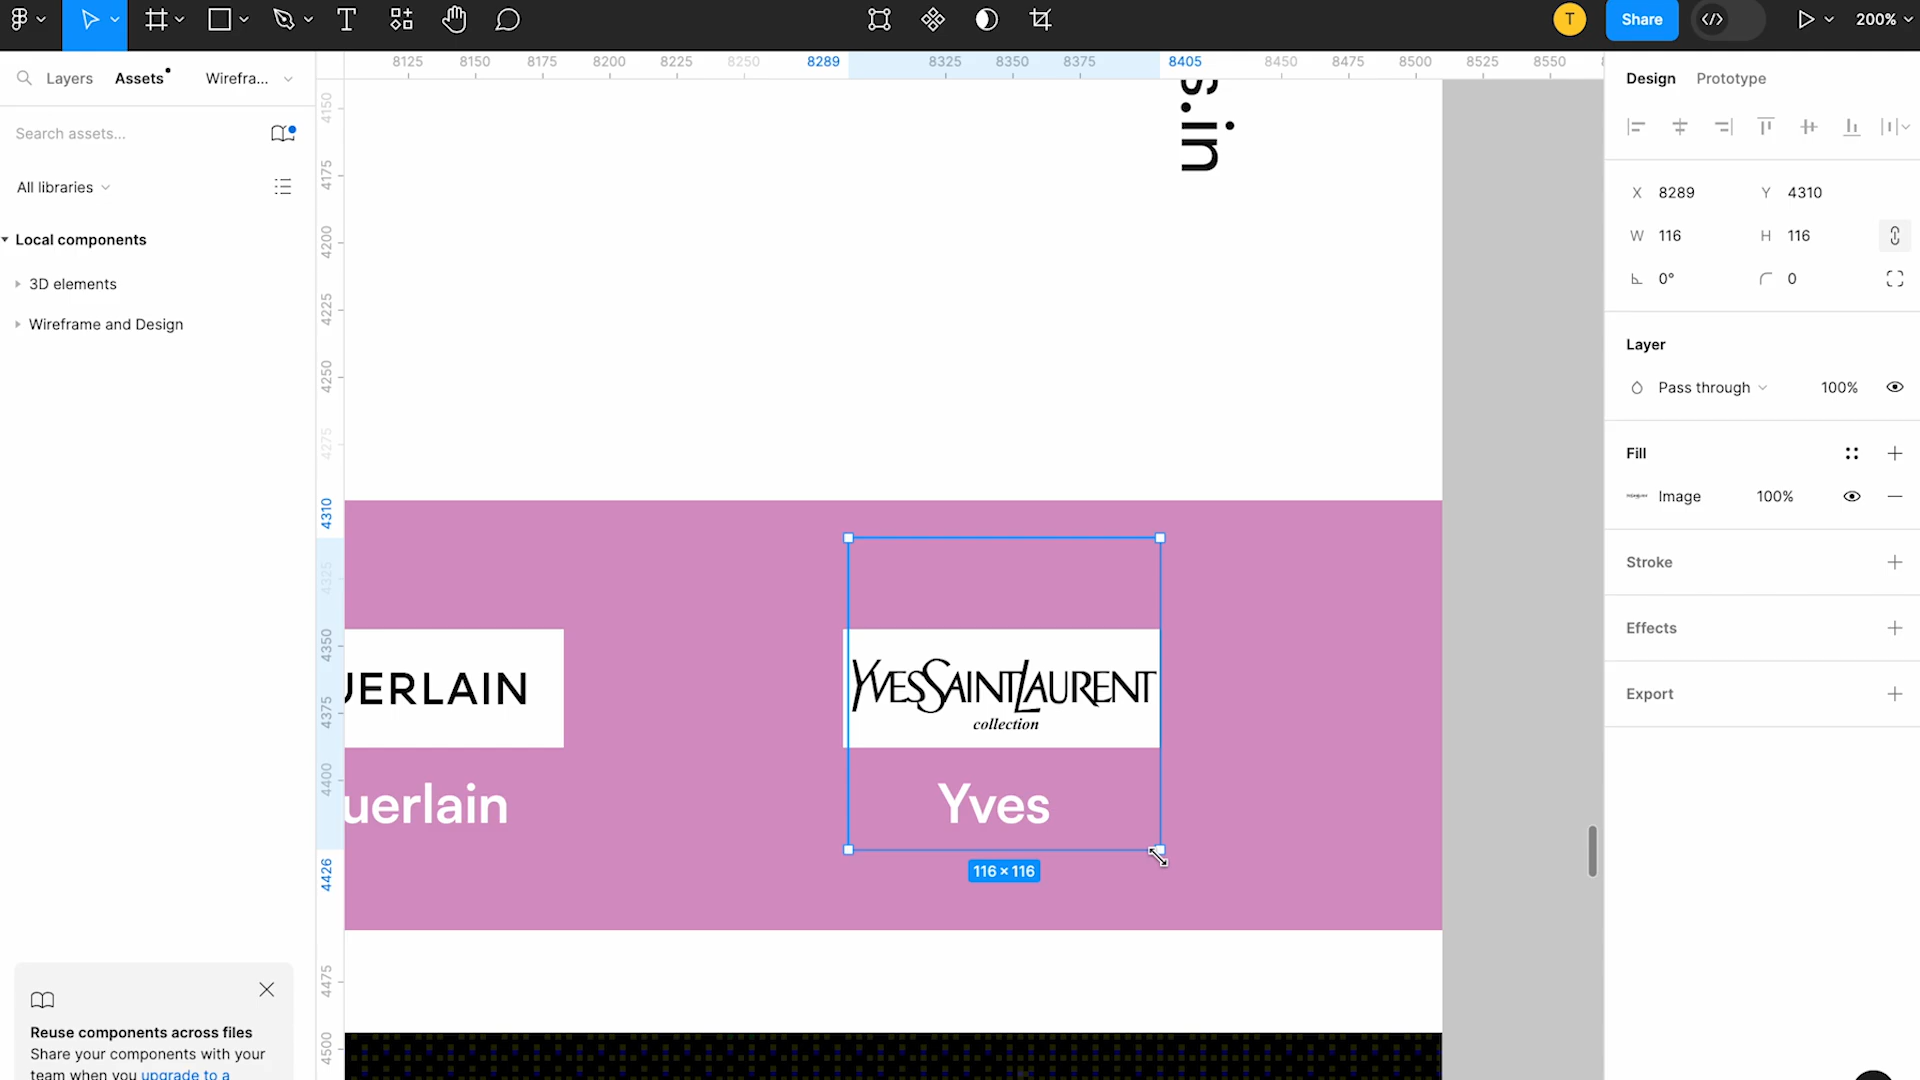 T
Share
200%
Layers
Assets
Wirefra...
Search assets...
All libraries
Local components
3D elements
Wireframe and Design
Reuse components across files
Share your components with your
team when you upgrade to a
8125
8150
8175
8200
8225
8250
8289
8325
8350
8375
8405
8450
8475
8500
8525
8550
4150
4175
4200
4225
4250
4275
4310
4325
4350
4375
4400
4426
4475
4500
s.in
UERLAIN
uerlain
YVESSAINTLAURENT
collection
Yves
116 × 116
Design
Prototype
X 8289
Y 4310
W 116
H 116
0°
0
Layer
Pass through
100%
Fill
Image
100%
Stroke
Effects
Export